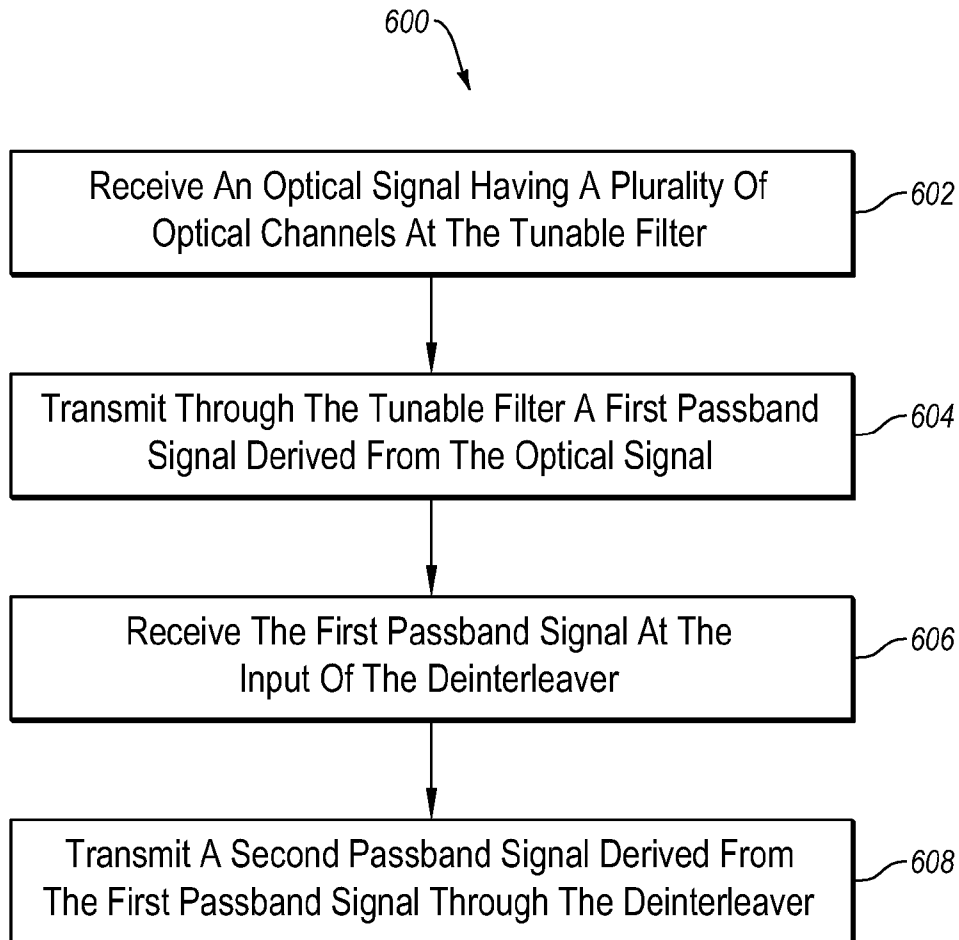 600
Receive An Optical Signal Having A Plurality Of
Optical Channels At The Tunable Filter
602
Transmit Through The Tunable Filter A First Passband
Signal Derived From The Optical Signal
604
Receive The First Passband Signal At The
Input Of The Deinterleaver
606
Transmit A Second Passband Signal Derived From
The First Passband Signal Through The Deinterleaver
608